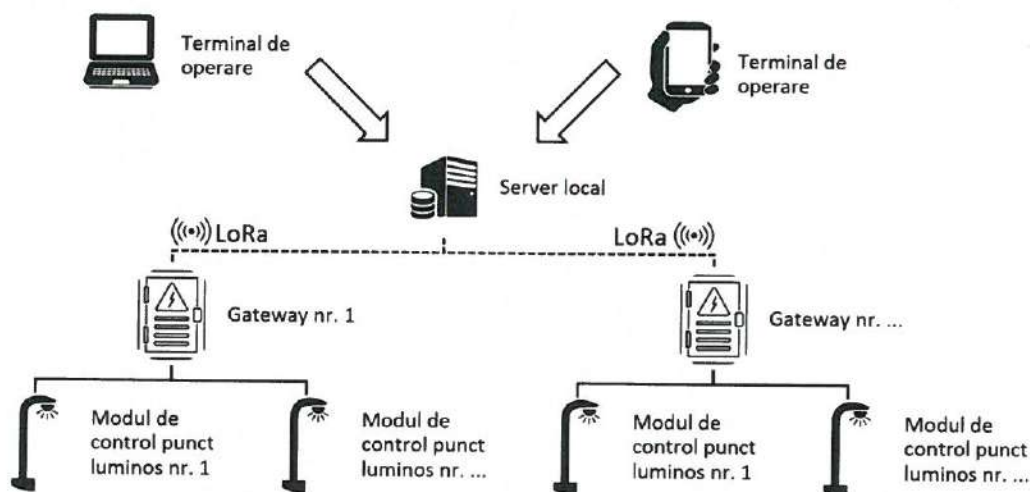 Terminal de
operare
Terminal de
operare
Server local
LoRa
LoRa
Gateway nr. 1
Gateway nr. ...
Modul de
control punct
luminos nr. 1
Modul de
control punct
luminos nr. ...
Modul de
control punct
luminos nr. 1
Modul de
control punct
luminos nr. ...